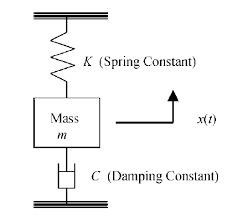 K (Spring Constant)
Mass
m
x(t)
C (Damping Constant)